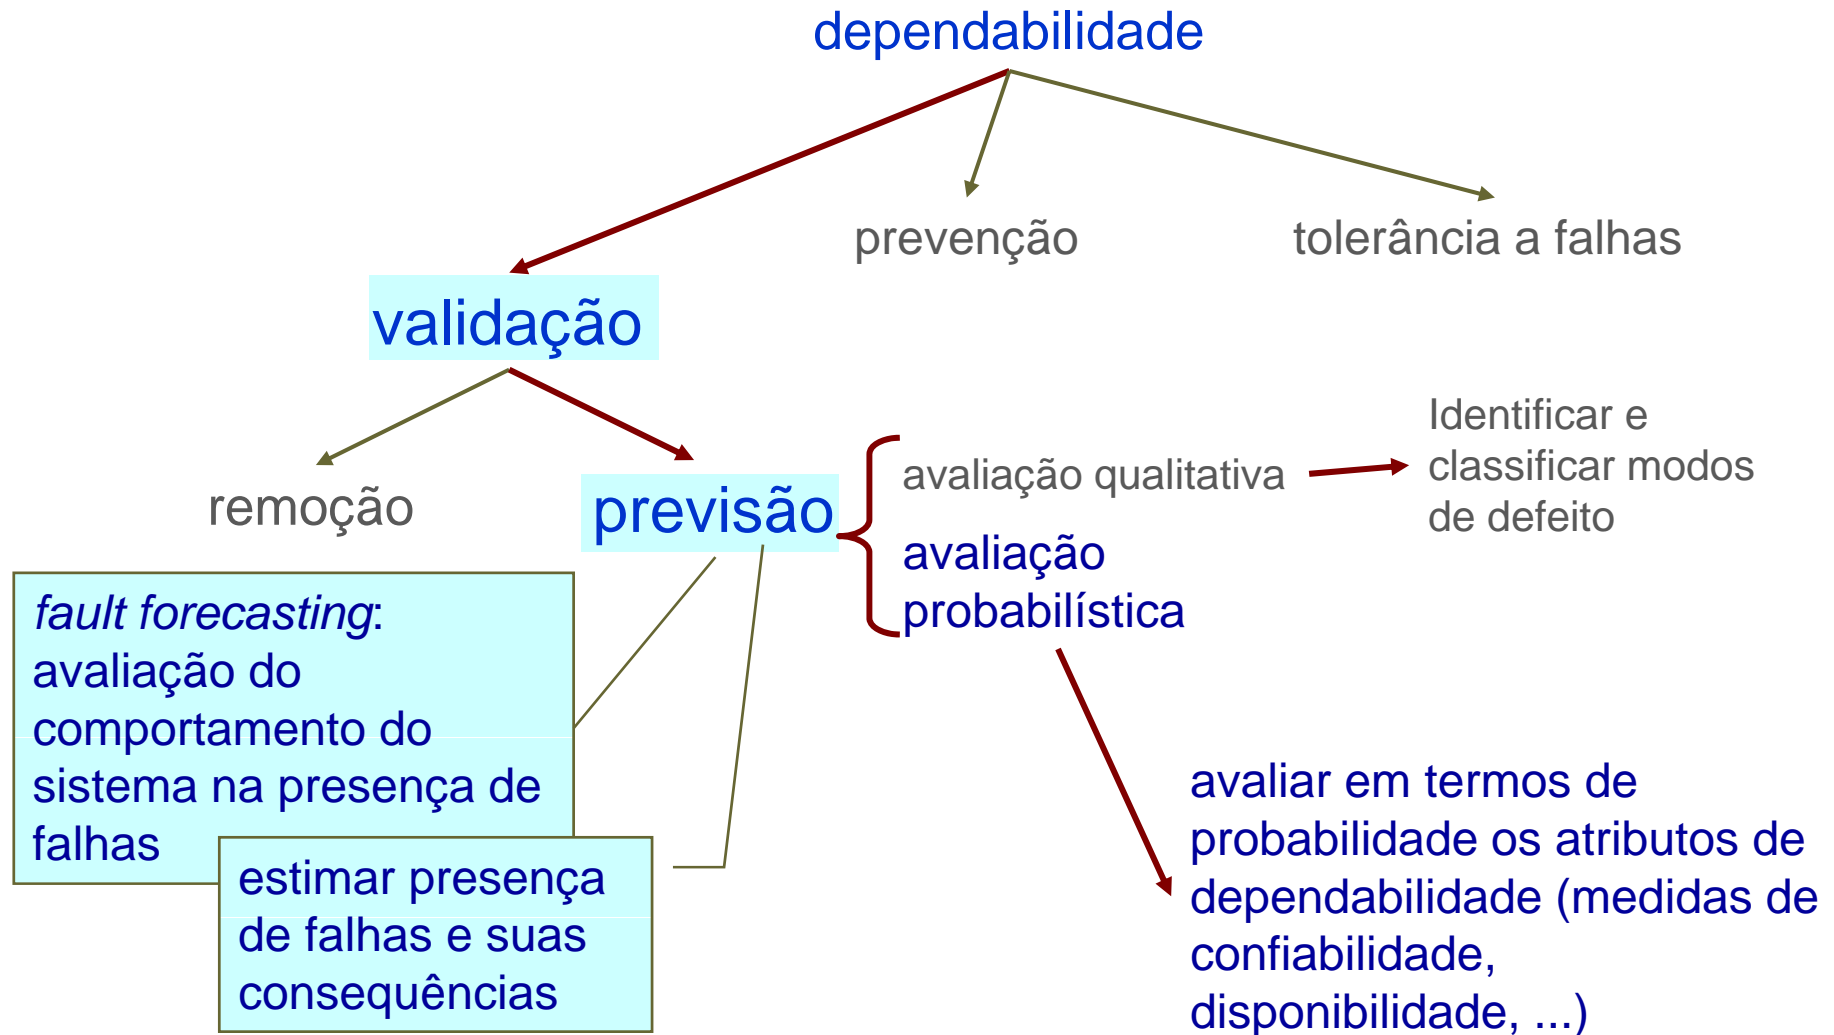 dependabilidade
prevenção
tolerância a falhas
validação
remoção
previsão
avaliação qualitativa
Identificar e
classificar modos
de defeito
avaliação
probabilística
fault forecasting:
avaliação do
comportamento do
sistema na presença de
falhas
estimar presença
de falhas e suas
consequências
avaliar em termos de
probabilidade os atributos de
dependabilidade (medidas de
confiabilidade,
disponibilidade, ...)